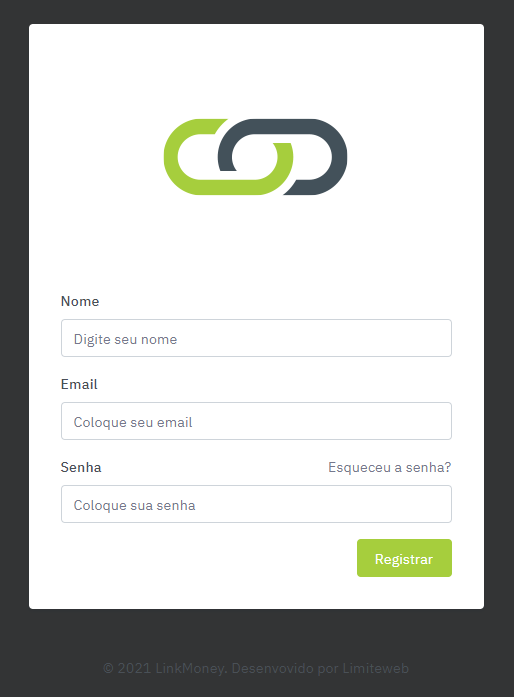 Nome
Digite seu nome
Email
Coloque seu email
Senha Esqueceu a senha?
Coloque sua senha
Registrar
© 2021 LinkMoney. Desenvovido por Limiteweb